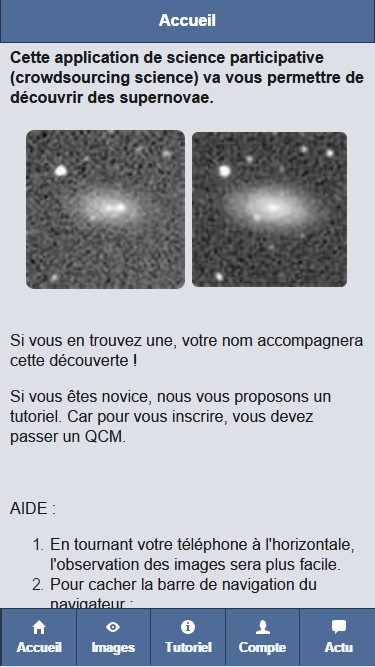 Accueil
Cette application de science participative
(crowdsourcing science) va vous permettre de
découvrir des supernovae.
Si vous en trouvez une, votre nom accompagnera
cette découverte !
Si vous êtes novice, nous vous proposons un
tutoriel. Car pour vous inscrire, vous devez
passer un QCM.
AIDE :
1. En tournant votre téléphone à l'horizontale,
l'observation des images sera plus facile.
2. Pour cacher la barre de navigation du
navigateur :
Accueil Images Tutoriel Compte Actu